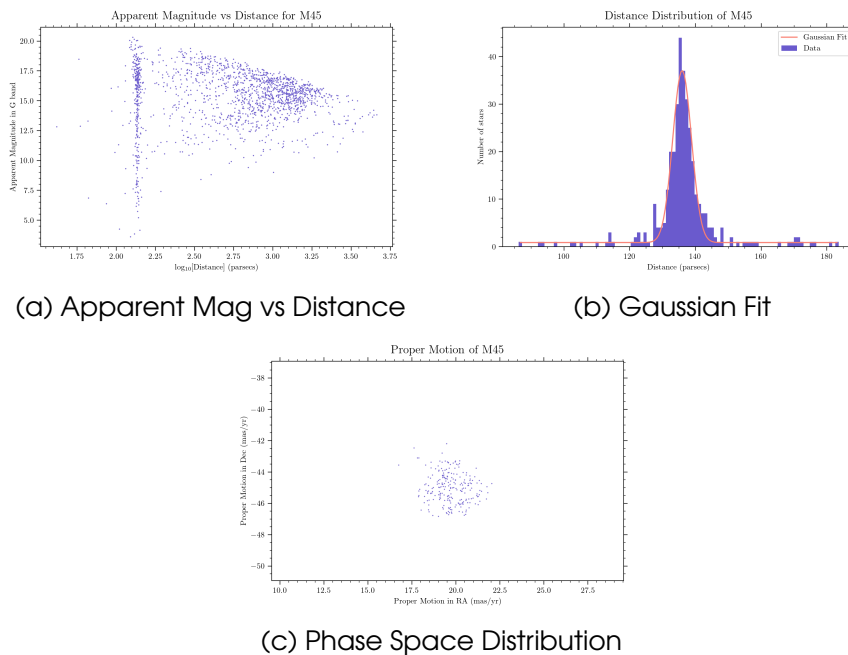 Apparent Magnitude vs Distance for M45
20.0
17.5
15.0
12.5
10.0
7.5
5.0
Apparent Magnitude in G band
1.75 2.00 2.25 2.50 2.75 3.00 3.25 3.50 3.75
log10[Distance] (parsecs)
(a) Apparent Mag vs Distance
Distance Distribution of M45
Gaussian Fit
Data
40
30
20
10
0
Number of stars
100 120 140 160 180
Distance (parsecs)
(b) Gaussian Fit
Proper Motion of M45
−38
−40
−42
−44
−46
−48
−50
Proper Motion in Dec (mas/yr)
10.0 12.5 15.0 17.5 20.0 22.5 25.0 27.5
Proper Motion in RA (mas/yr)
(c) Phase Space Distribution